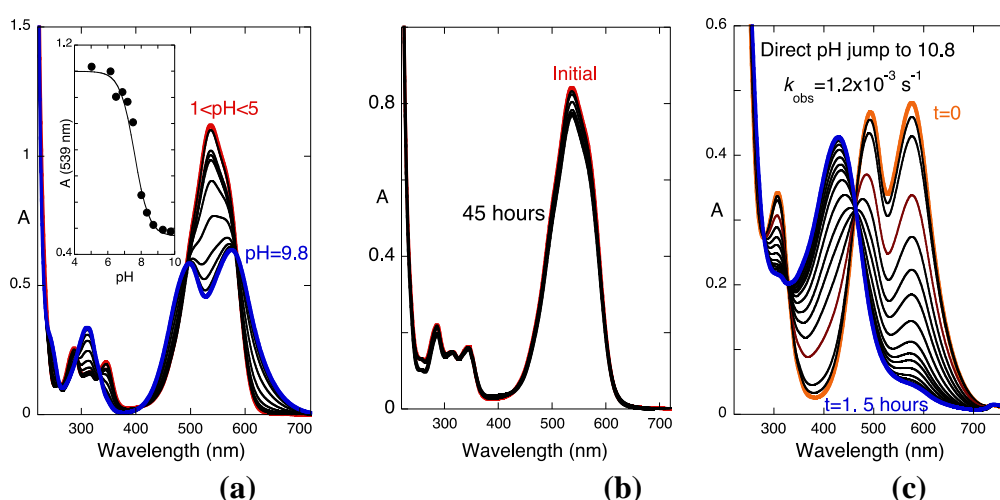 1.5
1
0.5
0
A
1.2
A (539 nm)
0.4
4
6
8
10
pH
1<pH<5
pH=9.8
300
400
500
600
700
Wavelength (nm)
(a)
0.8
0.4
0
A
Initial
45 hours
300
400
500
600
700
Wavelength (nm)
(b)
0.6
0.4
0.2
0.0
A
Direct pH jump to 10.8
kobs=1.2x10-3 s-1
t=0
t=1. 5 hours
300
400
500
600
700
Wavelength (nm)
(c)